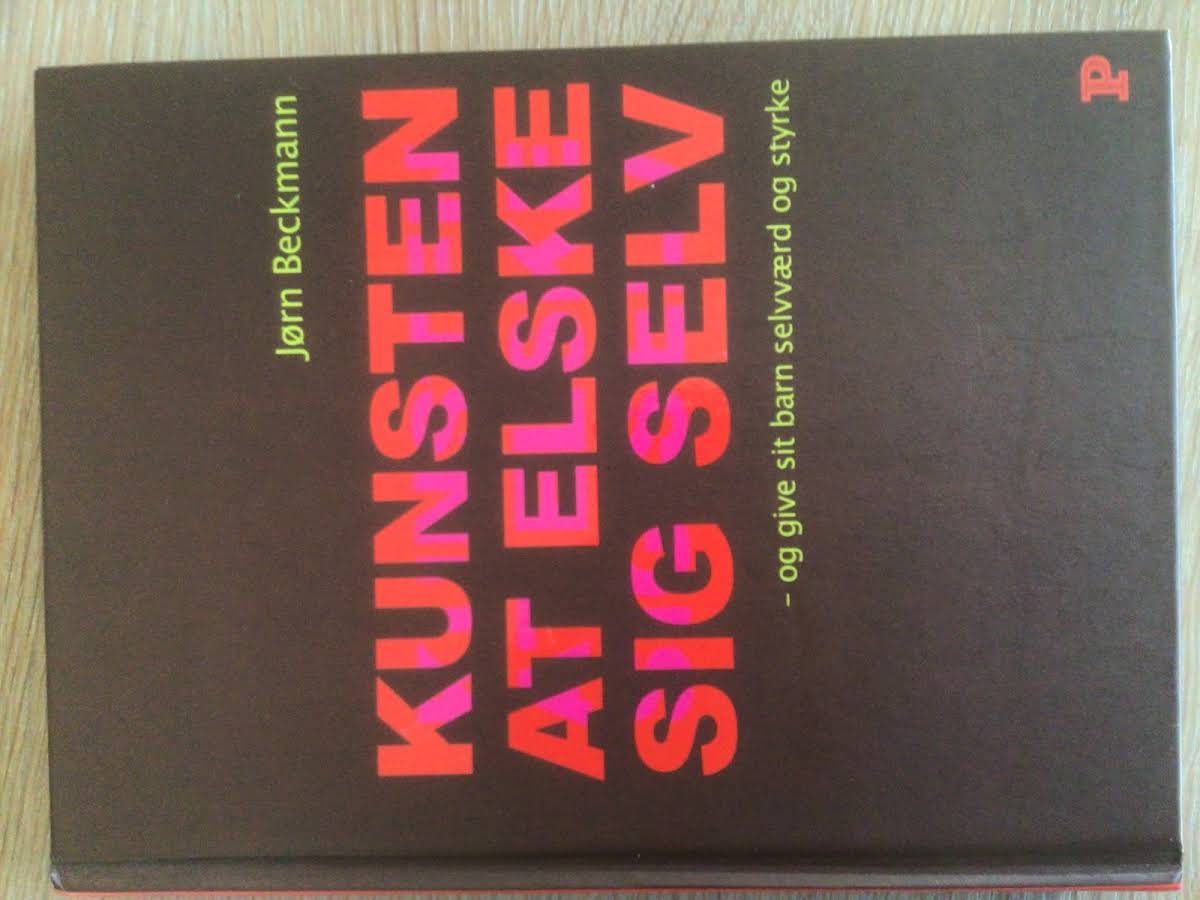 Jørn Beckmann
KUNSTEN
AT ELSKE
SIG SELV
– og give sit barn selvværd og styrke
P